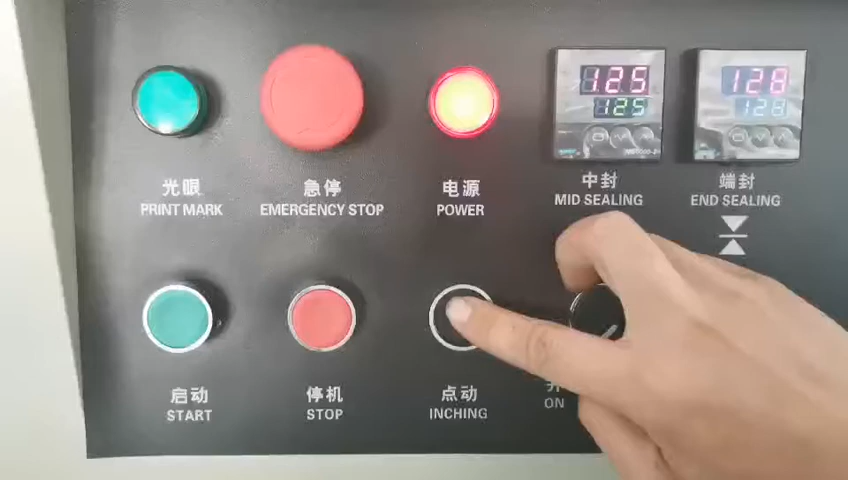 125
125
128
128
光眼
PRINT MARK
急停
EMERGENCY STOP
电源
POWER
中封
MID SEALING
端封
END SEALING
启动
START
停机
STOP
点动
INCHING
ON